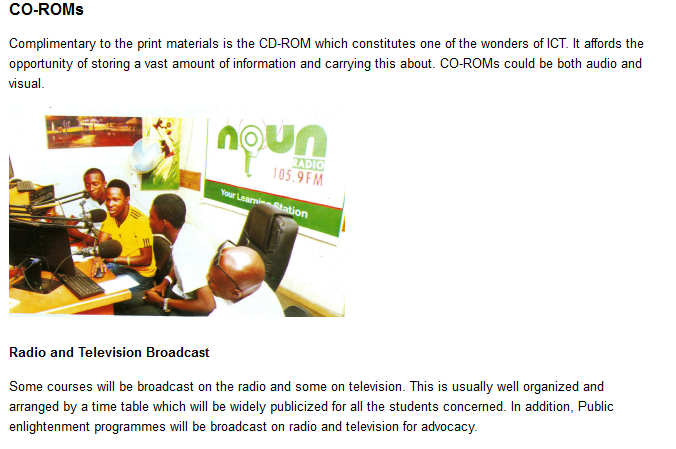 CO-ROMs
Complimentary to the print materials is the CD-ROM which constitutes one of the wonders of ICT. It affords the
opportunity of storing a vast amount of information and carrying this about. CO-ROMs could be both audio and
visual.
noun
RADIO
105.9FM
Your Learning Station
Radio and Television Broadcast
Some courses will be broadcast on the radio and some on television. This is usually well organized and
arranged by a time table which will be widely publicized for all the students concerned. In addition, Public
enlightenment programmes will be broadcast on radio and television for advocacy.